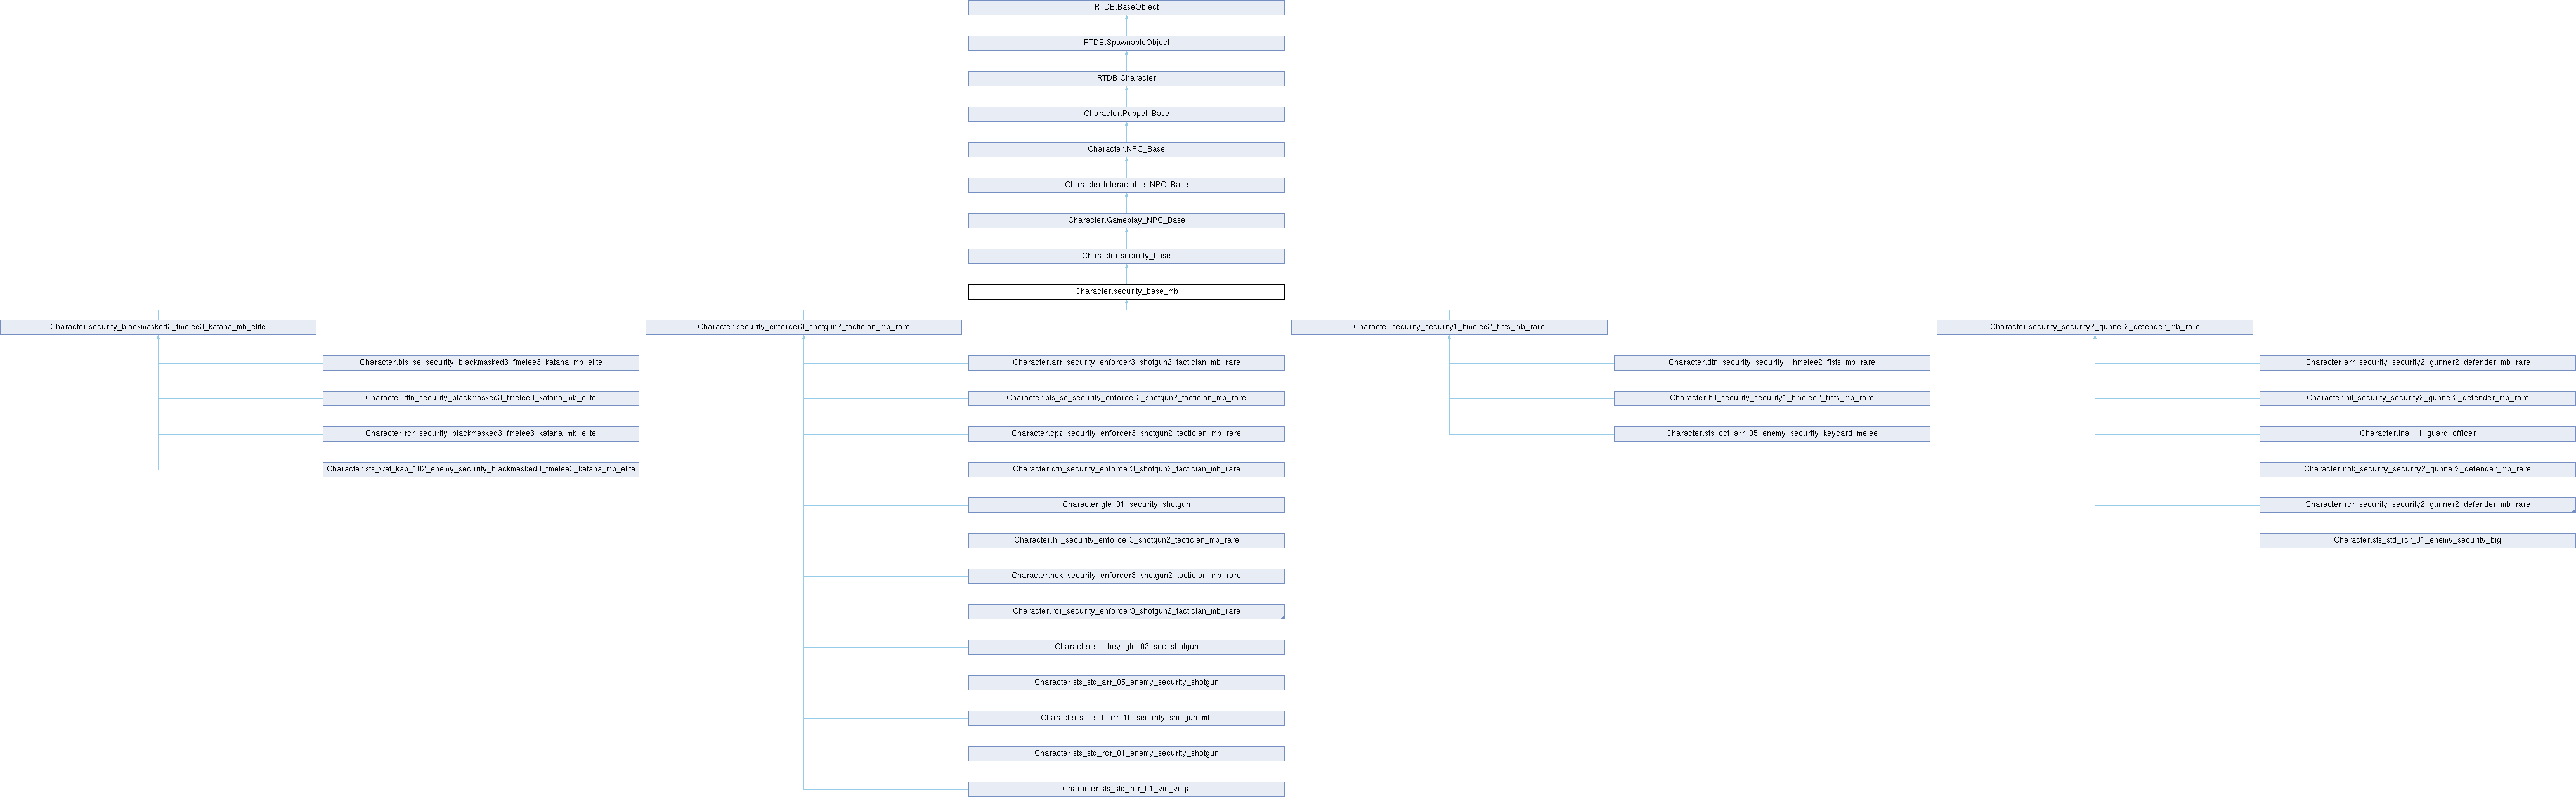 RTDB.BaseObject
RTDB.SpawnableObject
RTDB.Character
Character.Puppet_Base
Character.NPC_Base
Character.Interactable_NPC_Base
Character.Gameplay_NPC_Base
Character.security_base
Character.security_base_mb
Character.security_blackmasked3_fmelee3_katana_mb_elite
Character.security_enforcer3_shotgun2_tactician_mb_rare
Character.security_security1_hmelee2_fists_mb_rare
Character.security_security2_gunner2_defender_mb_rare
Character.bls_se_security_blackmasked3_fmelee3_katana_mb_elite
Character.dtn_security_blackmasked3_fmelee3_katana_mb_elite
Character.rcr_security_blackmasked3_fmelee3_katana_mb_elite
Character.sts_wat_kab_102_enemy_security_blackmasked3_fmelee3_katana_mb_elite
Character.arr_security_enforcer3_shotgun2_tactician_mb_rare
Character.bls_se_security_enforcer3_shotgun2_tactician_mb_rare
Character.cpz_security_enforcer3_shotgun2_tactician_mb_rare
Character.dtn_security_enforcer3_shotgun2_tactician_mb_rare
Character.gle_01_security_shotgun
Character.hil_security_enforcer3_shotgun2_tactician_mb_rare
Character.nok_security_enforcer3_shotgun2_tactician_mb_rare
Character.rcr_security_enforcer3_shotgun2_tactician_mb_rare
Character.sts_hey_gle_03_sec_shotgun
Character.sts_std_arr_05_enemy_security_shotgun
Character.sts_std_arr_10_security_shotgun_mb
Character.sts_std_rcr_01_enemy_security_shotgun
Character.sts_std_rcr_01_vic_vega
Character.dtn_security_security1_hmelee2_fists_mb_rare
Character.hil_security_security1_hmelee2_fists_mb_rare
Character.sts_cct_arr_05_enemy_security_keycard_melee
Character.arr_security_security2_gunner2_defender_mb_rare
Character.hil_security_security2_gunner2_defender_mb_rare
Character.ina_11_guard_officer
Character.nok_security_security2_gunner2_defender_mb_rare
Character.rcr_security_security2_gunner2_defender_mb_rare
Character.sts_std_rcr_01_enemy_security_big